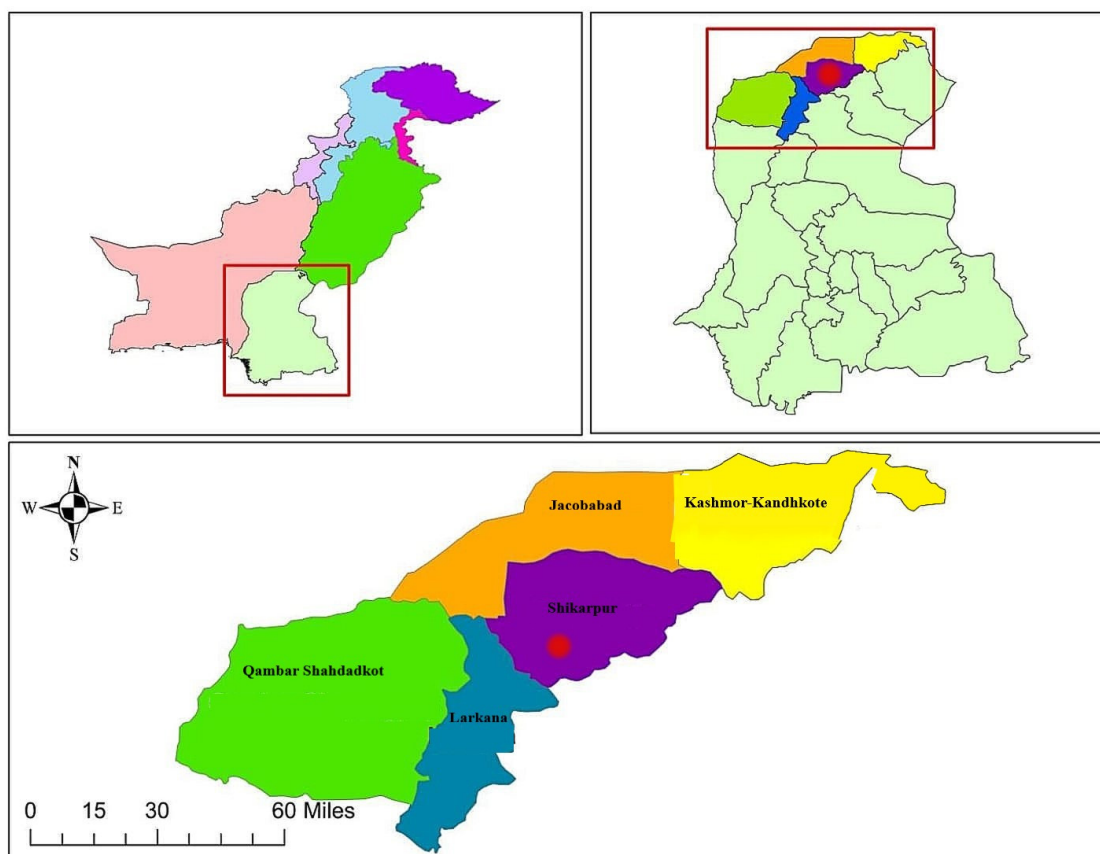 N
W E
S
Jacobabad
Kashmor-Kandhkote
Shikarpur
Qambar Shahdadkot
Larkana
0 15 30 60 Miles